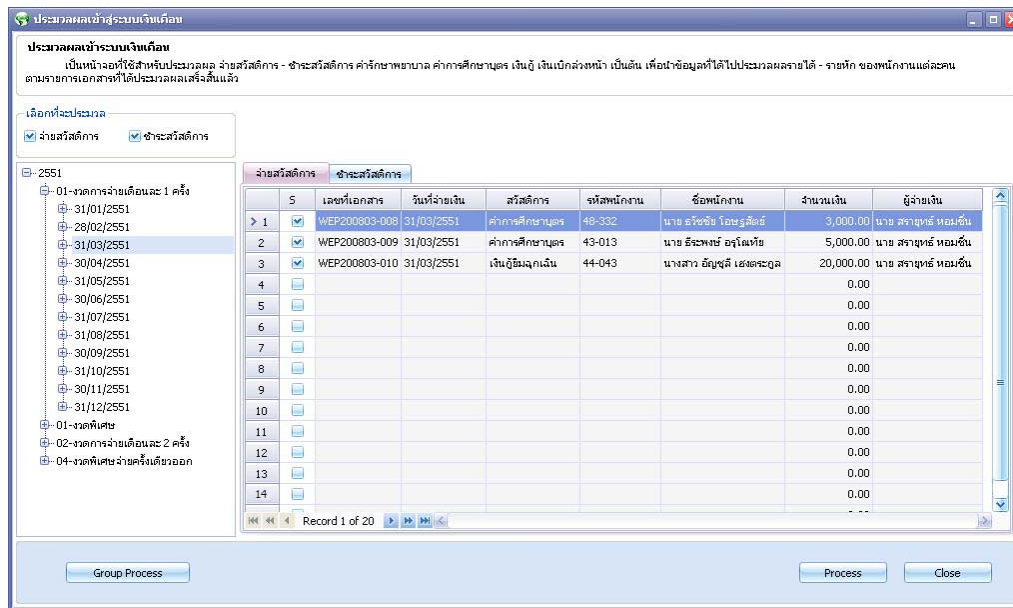 ประมวลผลเข้าสู่ระบบเงินเดือน
ประมวลผลเข้าระบบเงินเดือน
เป็นหน้าจอที่ใช้สำหรับประมวลผล จ่ายสวัสดิการ - ชำระสวัสดิการ ค่ารักษาพยาบาล ค่าการศึกษาบุตร เงินกู้ เงินเบิกล่วงหน้า เป็นต้น เพื่อนำข้อมูลที่ได้ไปประมวลผลรายได้ - รายหัก ของพนักงานแต่ละคน
ตามรายการเอกสารที่ได้ประมวลผลเสร็จสิ้นแล้ว
เลือกที่จะประมวล
จ่ายสวัสดิการ ชำระสวัสดิการ
2551
01-งวดการจ่ายเดือนละ 1 ครั้ง
31/01/2551
28/02/2551
31/03/2551
30/04/2551
31/05/2551
30/06/2551
31/07/2551
31/08/2551
30/09/2551
31/10/2551
30/11/2551
31/12/2551
01-งวดพิเศษ
02-งวดการจ่ายเดือนละ 2 ครั้ง
04-งวดพิเศษจ่ายครั้งเดียวออก
จ่ายสวัสดิการ ชำระสวัสดิการ
S เลขที่เอกสาร วันที่จ่ายเงิน สวัสดิการ รหัสพนักงาน ชื่อพนักงาน จำนวนเงิน ผู้จ่ายเงิน
1 WEP200803-008 31/03/2551 ค่าการศึกษาบุตร 48-332 นาย ธวัชชัย โอษฐสัตย์ 3,000.00 นาย สรายุทธ์ หอมชื่น
2 WEP200803-009 31/03/2551 ค่าการศึกษาบุตร 43-013 นาย ธีระพงษ์ อรุโณทัย 5,000.00 นาย สรายุทธ์ หอมชื่น
3 WEP200803-010 31/03/2551 เงินกู้ยืมฉุกเฉิน 44-043 นางสาว อัญชุลี เฮงตระกูล 20,000.00 นาย สรายุทธ์ หอมชื่น
4 0.00
5 0.00
6 0.00
7 0.00
8 0.00
9 0.00
10 0.00
11 0.00
12 0.00
13 0.00
14 0.00
Record 1 of 20
Group Process Process Close